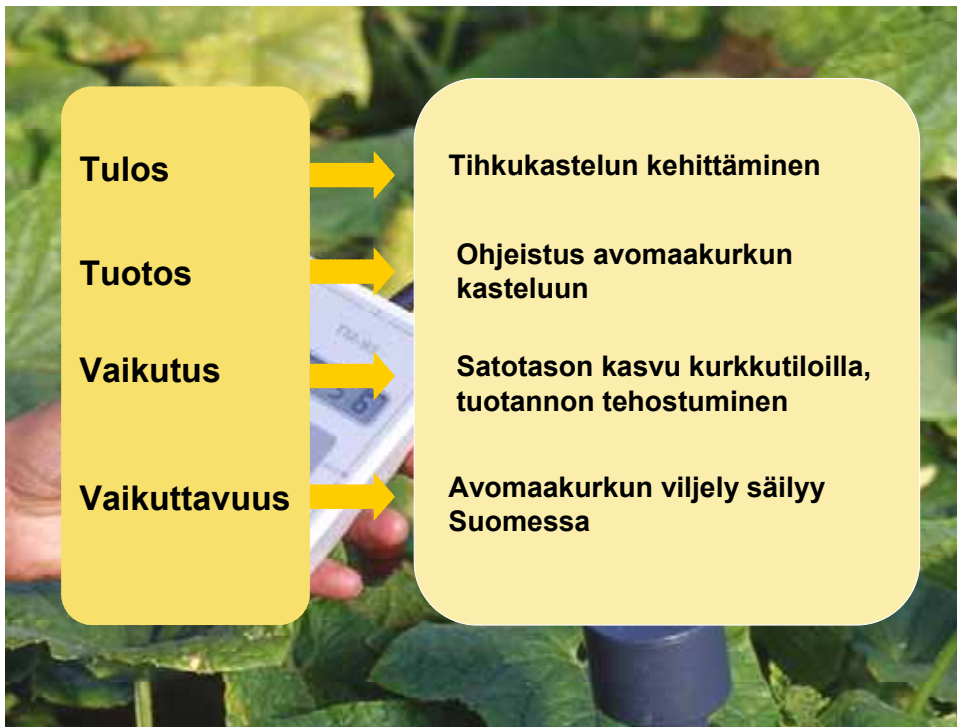 Tulos
Tihkukastelun kehittäminen
Tuotos
Ohjeistus avomaakurkun
kasteluun
Vaikutus
Satotason kasvu kurkkutiloilla,
tuotannon tehostuminen
Vaikuttavuus
Avomaakurkun viljely säilyy
Suomessa